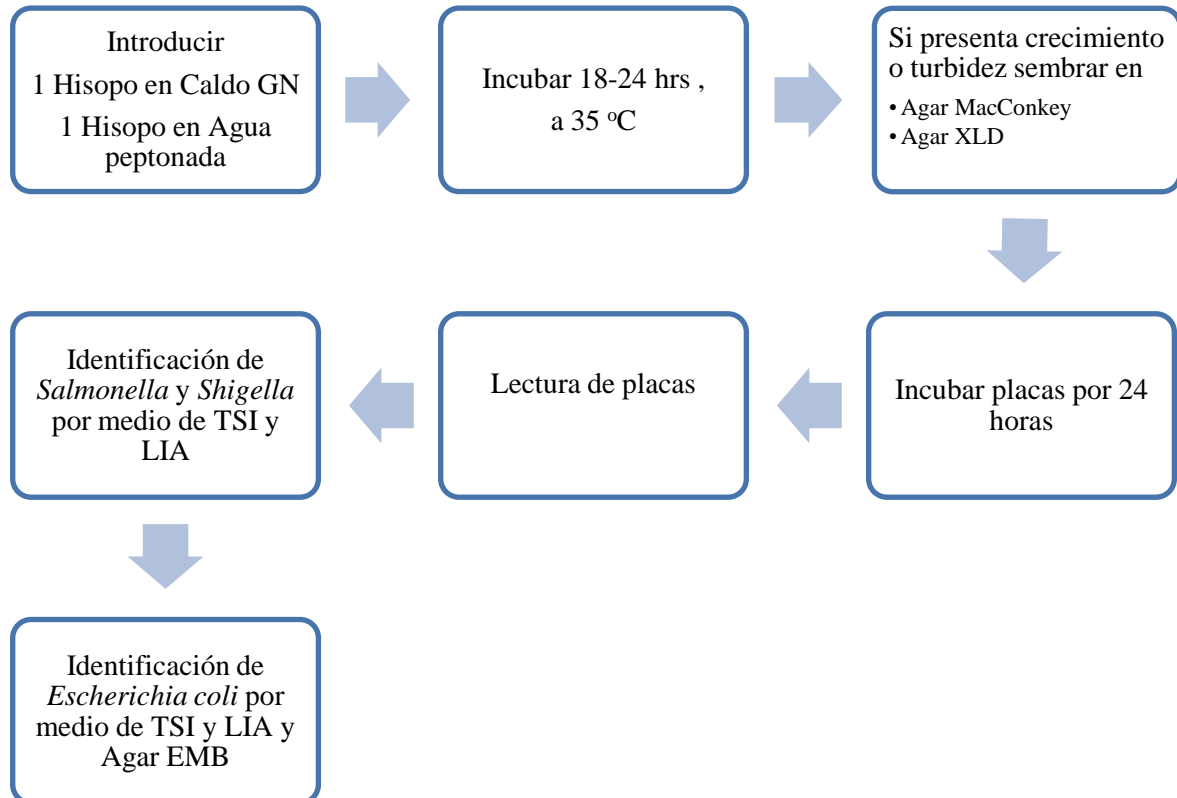 Introducir
1 Hisopo en Caldo GN
1 Hisopo en Agua
peptonada
Incubar 18-24 hrs ,
a 35 ºC
Si presenta crecimiento
o turbidez sembrar en
• Agar MacConkey
• Agar XLD
Incubar placas por 24
horas
Lectura de placas
Identificación de
Salmonella y Shigella
por medio de TSI y
LIA
Identificación de
Escherichia coli por
medio de TSI y LIA y
Agar EMB